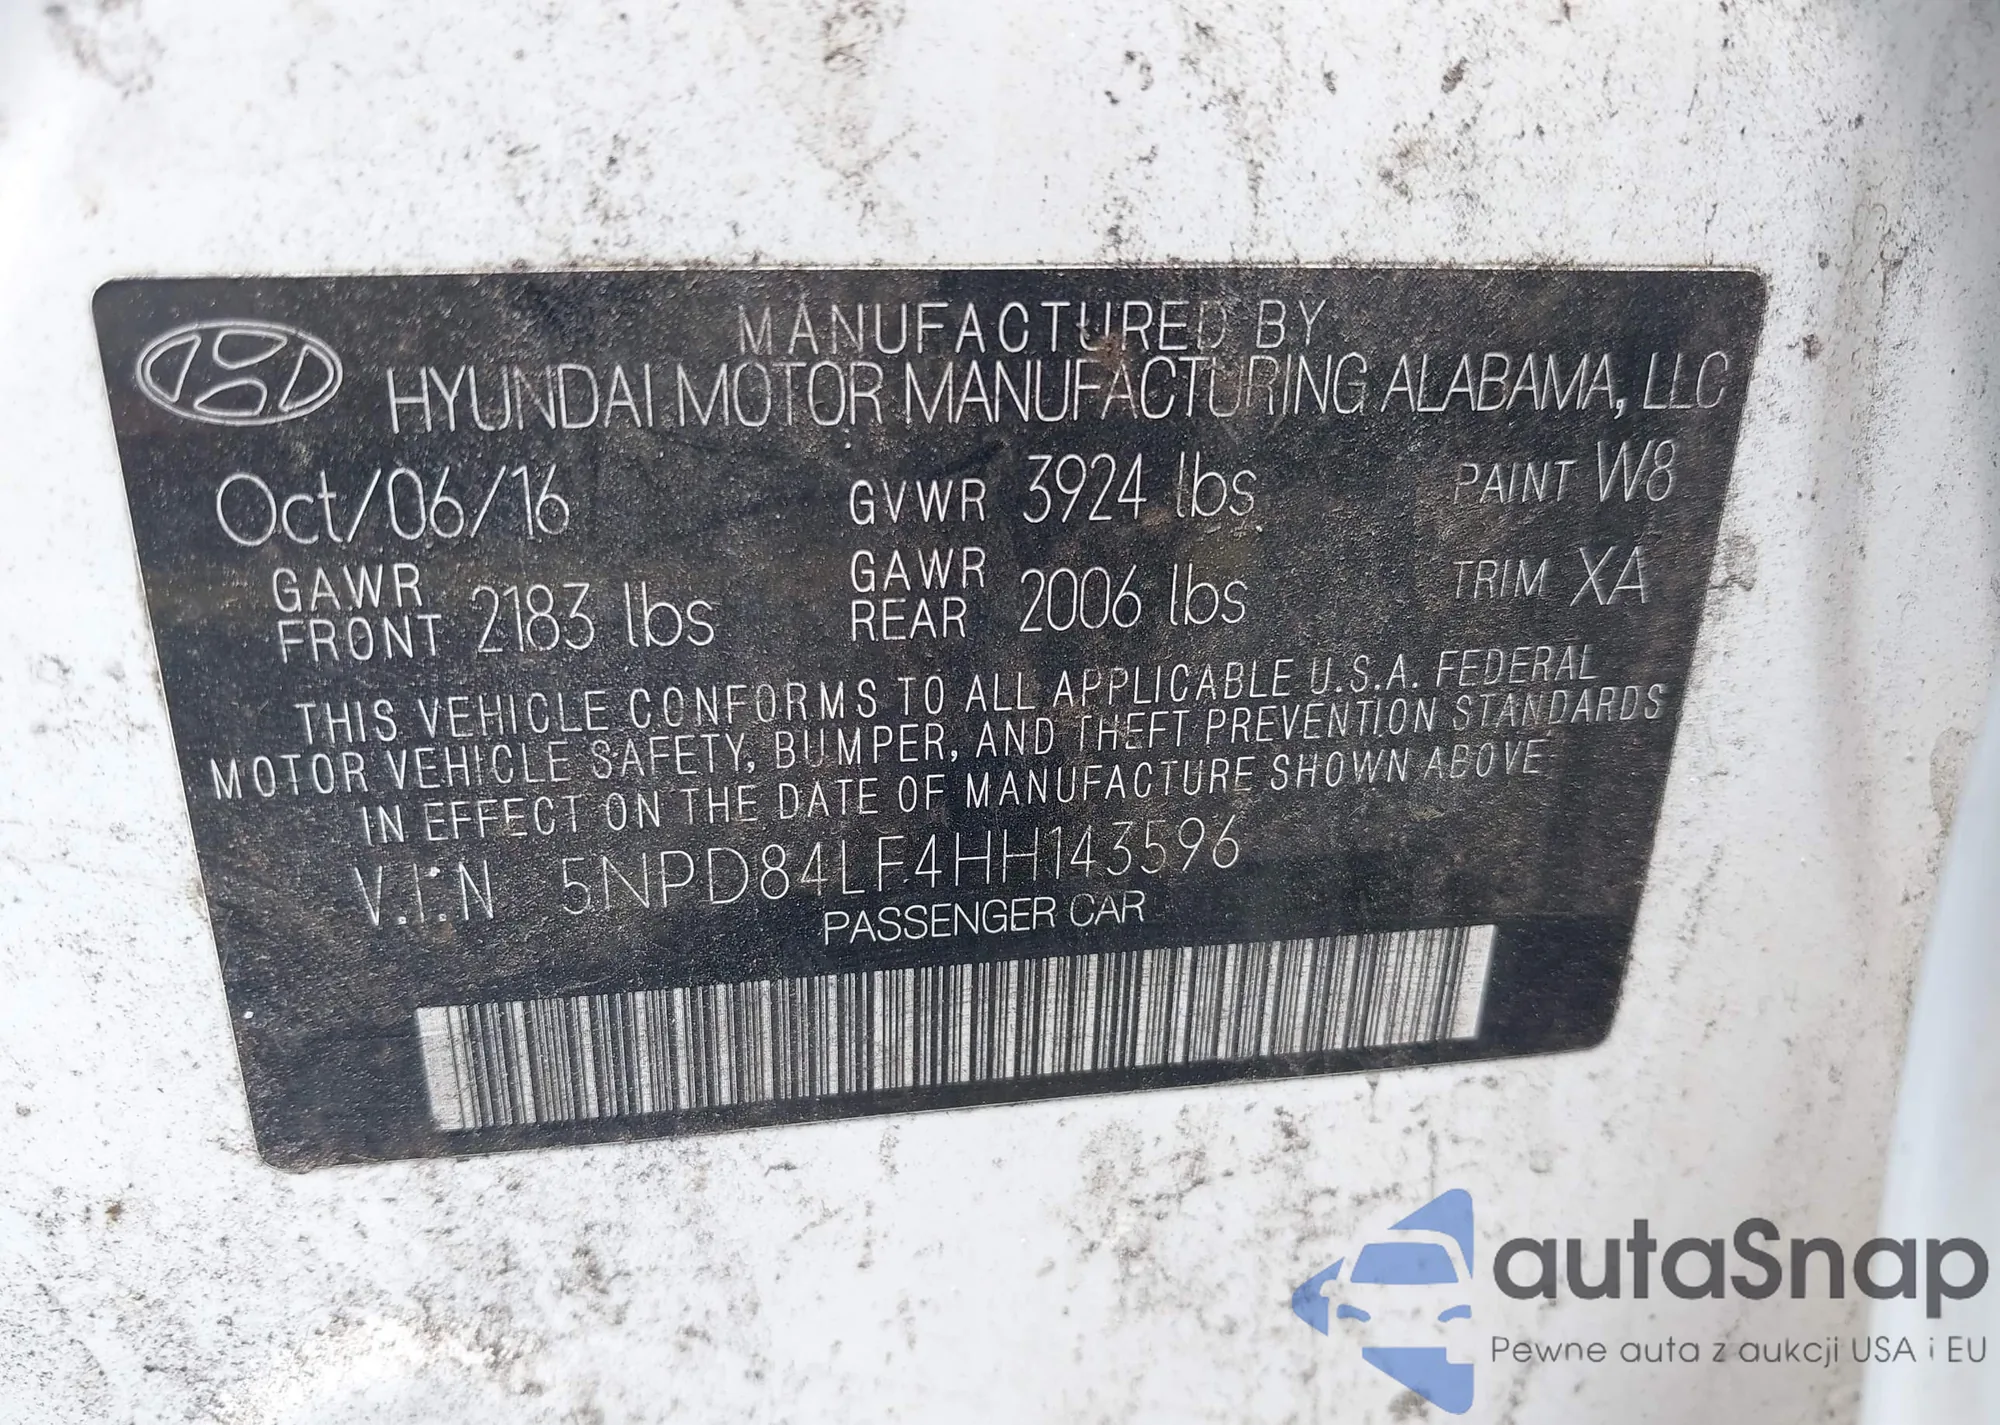 MANUFACTURED BY
HYUNDAI MOTOR MANUFACTURING ALABAMA, LLC
Oct/06/16 GVWR 3924 lbs PAINT W8
GAWR FRONT 2183 lbs GAWR REAR 2006 lbs TRIM XA
THIS VEHICLE CONFORMS TO ALL APPLICABLE U.S.A. FEDERAL
MOTOR VEHICLE SAFETY, BUMPER, AND THEFT PREVENTION STANDARDS
IN EFFECT ON THE DATE OF MANUFACTURE SHOWN ABOVE
V.I.N 5NPD84LF4HH143596
PASSENGER CAR
autaSnap
Pewne auta z aukcji USA i EU